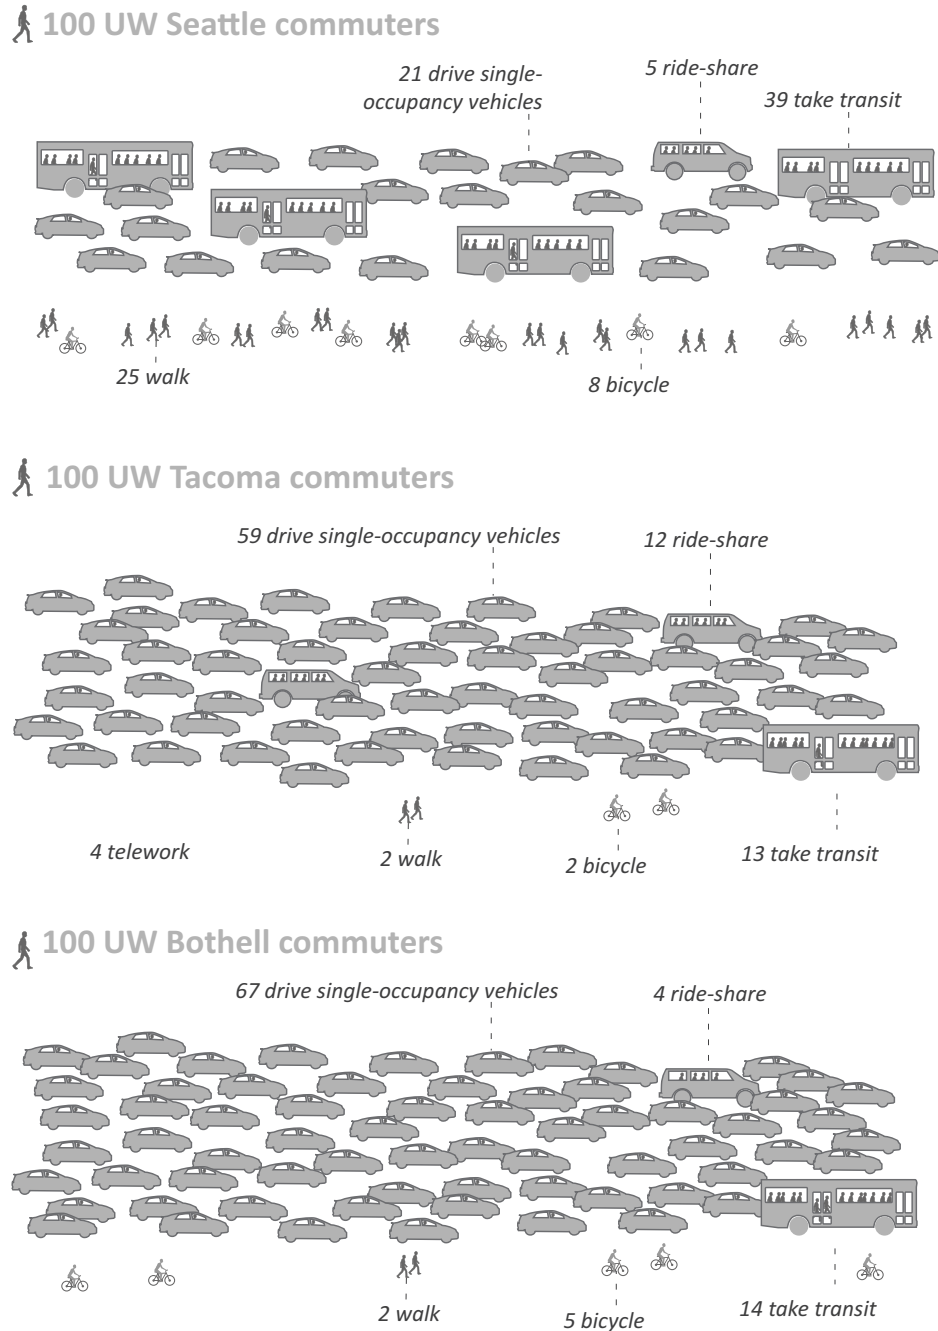 100 UW Seattle commuters
21 drive single-
occupancy vehicles
5 ride-share
39 take transit
25 walk
8 bicycle
100 UW Tacoma commuters
59 drive single-occupancy vehicles
12 ride-share
4 telework
2 walk
2 bicycle
13 take transit
100 UW Bothell commuters
67 drive single-occupancy vehicles
4 ride-share
2 walk
5 bicycle
14 take transit